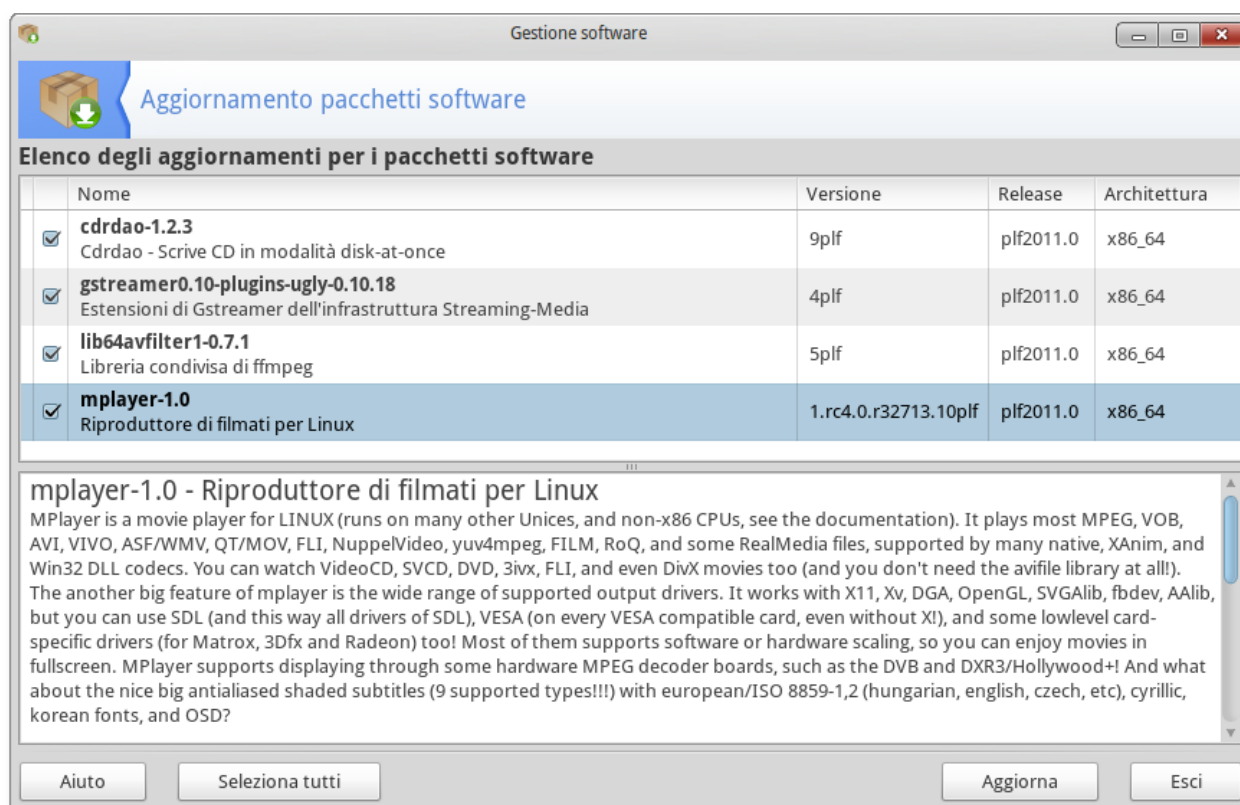 Gestione software
Aggiornamento pacchetti software
Elenco degli aggiornamenti per i pacchetti software
Nome Versione Release Architettura
cdrdao-1.2.3
Cdrdao - Scrive CD in modalità disk-at-once
9plf plf2011.0 x86_64
gstreamer0.10-plugins-ugly-0.10.18
Estensioni di Gstreamer dell'infrastruttura Streaming-Media
4plf plf2011.0 x86_64
lib64avfilter1-0.7.1
Libreria condivisa di ffmpeg
5plf plf2011.0 x86_64
mplayer-1.0
Riproduttore di filmati per Linux
1.rc4.0.r32713.10plf plf2011.0 x86_64
mplayer-1.0 - Riproduttore di filmati per Linux
MPlayer is a movie player for LINUX (runs on many other Unices, and non-x86 CPUs, see the documentation). It plays most MPEG, VOB,
AVI, VIVO, ASF/WMV, QT/MOV, FLI, NuppelVideo, yuv4mpeg, FILM, RoQ, and some RealMedia files, supported by many native, XAnim, and
Win32 DLL codecs. You can watch VideoCD, SVCD, DVD, 3ivx, FLI, and even DivX movies too (and you don't need the avifile library at all!).
The another big feature of mplayer is the wide range of supported output drivers. It works with X11, Xv, DGA, OpenGL, SVGAlib, fbdev, AAlib,
but you can use SDL (and this way all drivers of SDL), VESA (on every VESA compatible card, even without X!), and some lowlevel card-
specific drivers (for Matrox, 3Dfx and Radeon) too! Most of them supports software or hardware scaling, so you can enjoy movies in
fullscreen. MPlayer supports displaying through some hardware MPEG decoder boards, such as the DVB and DXR3/Hollywood+! And what
about the nice big antialiased shaded subtitles (9 supported types!!!) with european/ISO 8859-1,2 (hungarian, english, czech, etc), cyrillic,
korean fonts, and OSD?
Aiuto Seleziona tutti Aggiorna Esci